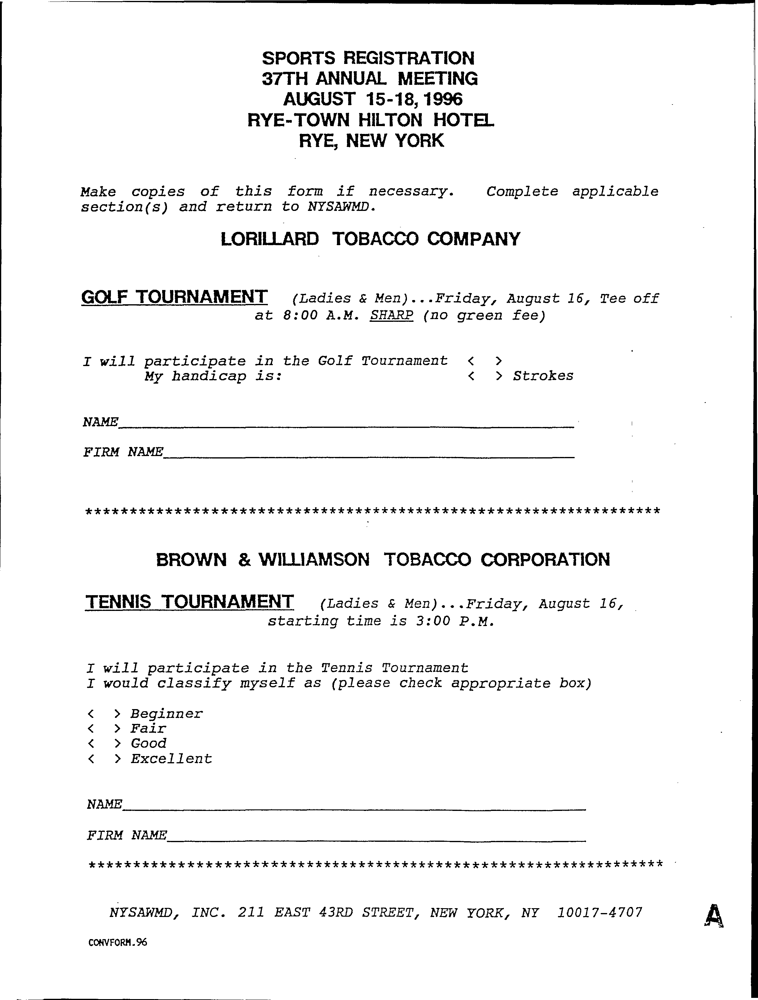 SPORTS REGISTRATION
37TH ANNUAL MEETING
AUGUST 15-18, 1996
RYE-TOWN HILTON HOTEL
RYE, NEW YORK
Make copies of this form if necessary. Complete applicable
section(s) and return to NYSAWMD.
LORILLARD TOBACCO COMPANY
GOLF TOURNAMENT (Ladies & Men)...Friday, August 16, Tee off
at 8:00 A.M. SHARP (no green fee)
I will participate in the Golf Tournament < >
My handicap is: < > Strokes
NAME
FIRM NAME
*****************************************************************
BROWN & WILLIAMSON TOBACCO CORPORATION
TENNIS TOURNAMENT (Ladies & Men)...Friday, August 16,
starting time is 3:00 P.M.
I will participate in the Tennis Tournament
I would classify myself as (please check appropriate box)
< > Beginner
< > Fair
< > Good
< > Excellent
NAME
FIRM NAME
*****************************************************************
NYSAWMD, INC. 211 EAST 43RD STREET, NEW YORK, NY 10017-4707
A
CONVFORM.96